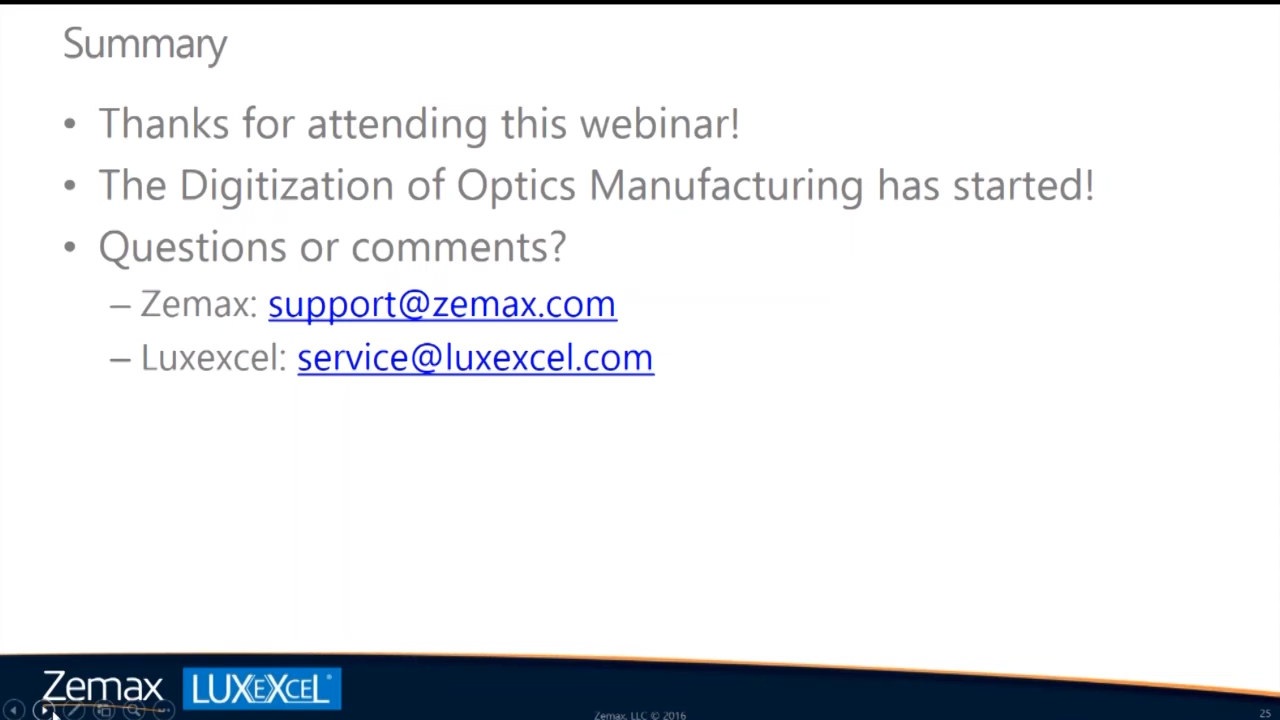 Summary
• Thanks for attending this webinar!
• The Digitization of Optics Manufacturing has started!
• Questions or comments?
– Zemax: support@zemax.com
– Luxexcel: service@luxexcel.com
Zemax LUXEXCEL®
Zemax, LLC © 2016
25